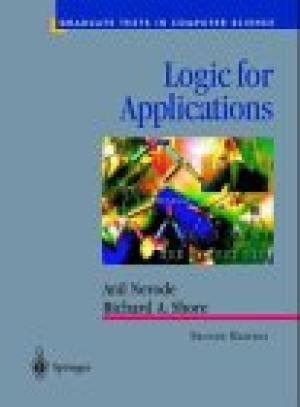 GRADUATE TEXTS IN COMPUTER SCIENCE
Logic for
Applications
Anil Nerode
Richard A. Shore
Second Edition
Springer